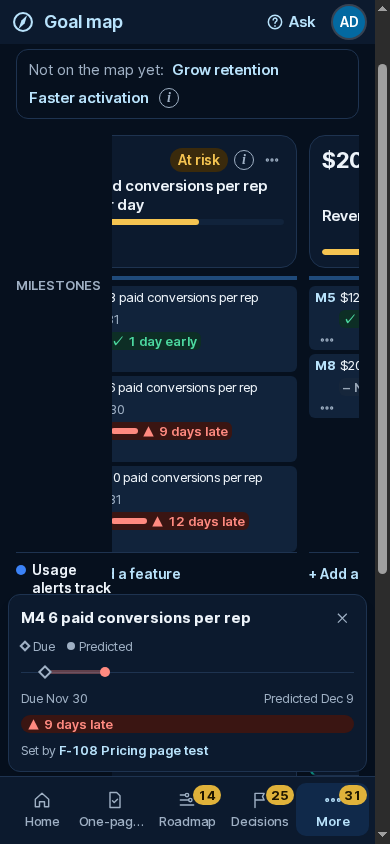 Goal map
Ask
AD
Not on the map yet: Grow retention
Faster activation
i
At risk
i
d conversions per rep
r day
$20
Rever
MILESTONES
3 paid conversions per rep
31
✓ 1 day early
6 paid conversions per rep
30
▲ 9 days late
0 paid conversions per rep
31
▲ 12 days late
M5 $12
✓
M8 $20
– N
Usage
alerts track
d a feature
+ Add a
M4 6 paid conversions per rep
Due
Predicted
Due Nov 30
Predicted Dec 9
▲ 9 days late
Set by F-108 Pricing page test
Home
One-pag…
14
Roadmap
25
Decisions
31
More